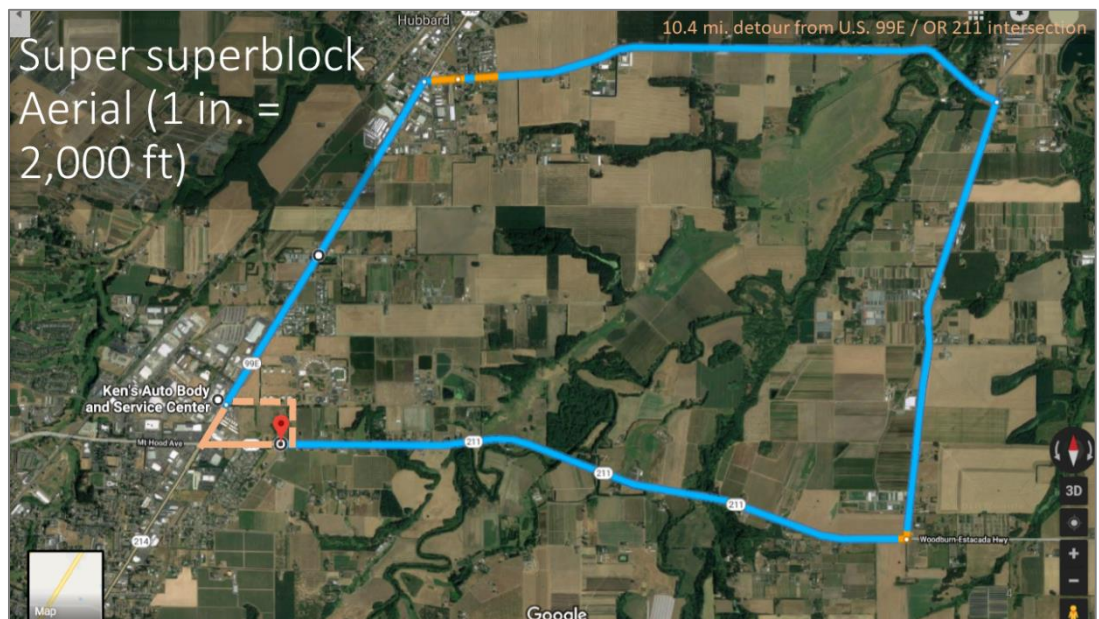 Hubbard
10.4 mi. detour from U.S. 99E / OR 211 intersection
Super superblock
Aerial (1 in. =
2,000 ft)
99E
Ken's Auto Body
and Service Center
Mt Hood Ave
211
211
211
3D
214
Woodburn-Estacada Hwy
+
−
Map
Google